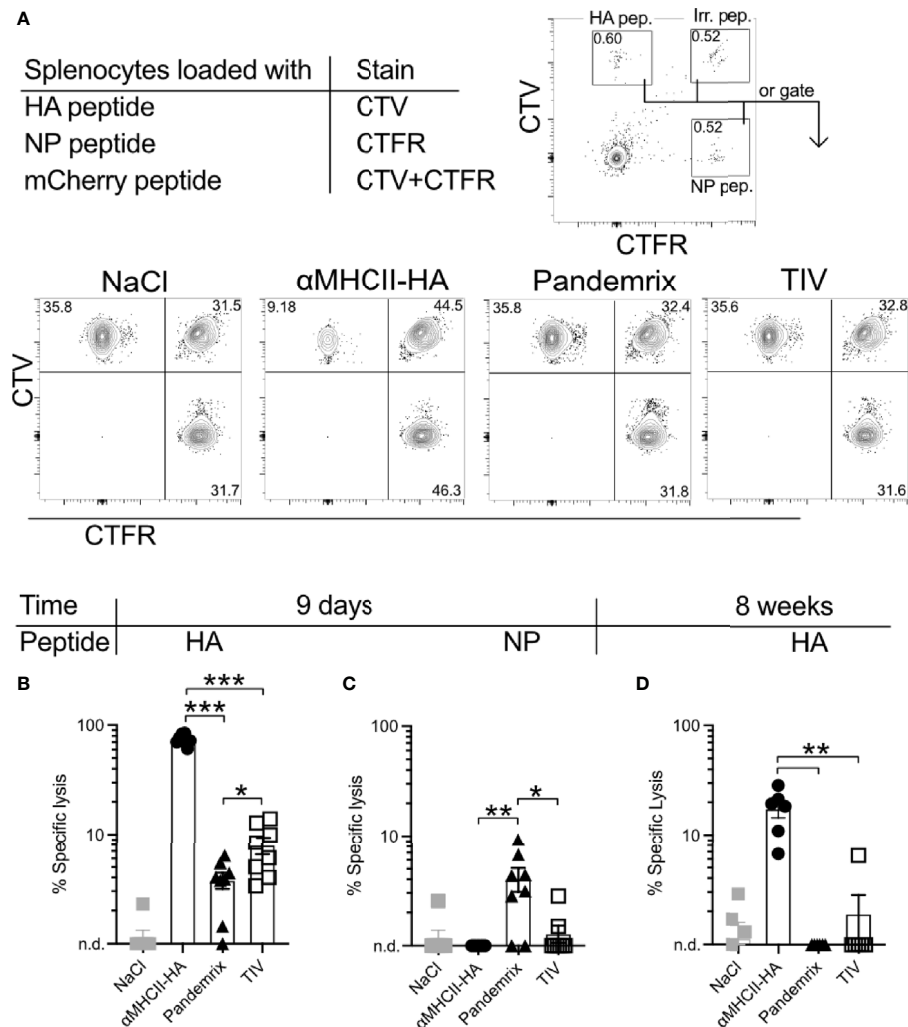 A
Splenocytes loaded with Stain
HA peptide CTV
NP peptide CTFR
mCherry peptide CTV+CTFR
HA pep. Irr. pep.
0.60 0.52
or gate
0.52
NP pep.
CTV
CTFR
NaCl αMHCII-HA Pandemrix TIV
35.8 31.5 9.18 44.5 35.8 32.4 35.6 32.8
CTV
31.7 46.3 31.8 31.6
CTFR
Time 9 days 8 weeks
Peptide HA NP HA
B C D
*** ** * **
***
*
% Specific lysis
100
10
n.d.
NaCl αMHCII-HA Pandemrix TIV
% Specific lysis
100
10
n.d.
NaCl αMHCII-HA Pandemrix TIV
% Specific Lysis
100
10
n.d.
NaCl αMHCII-HA Pandemrix TIV